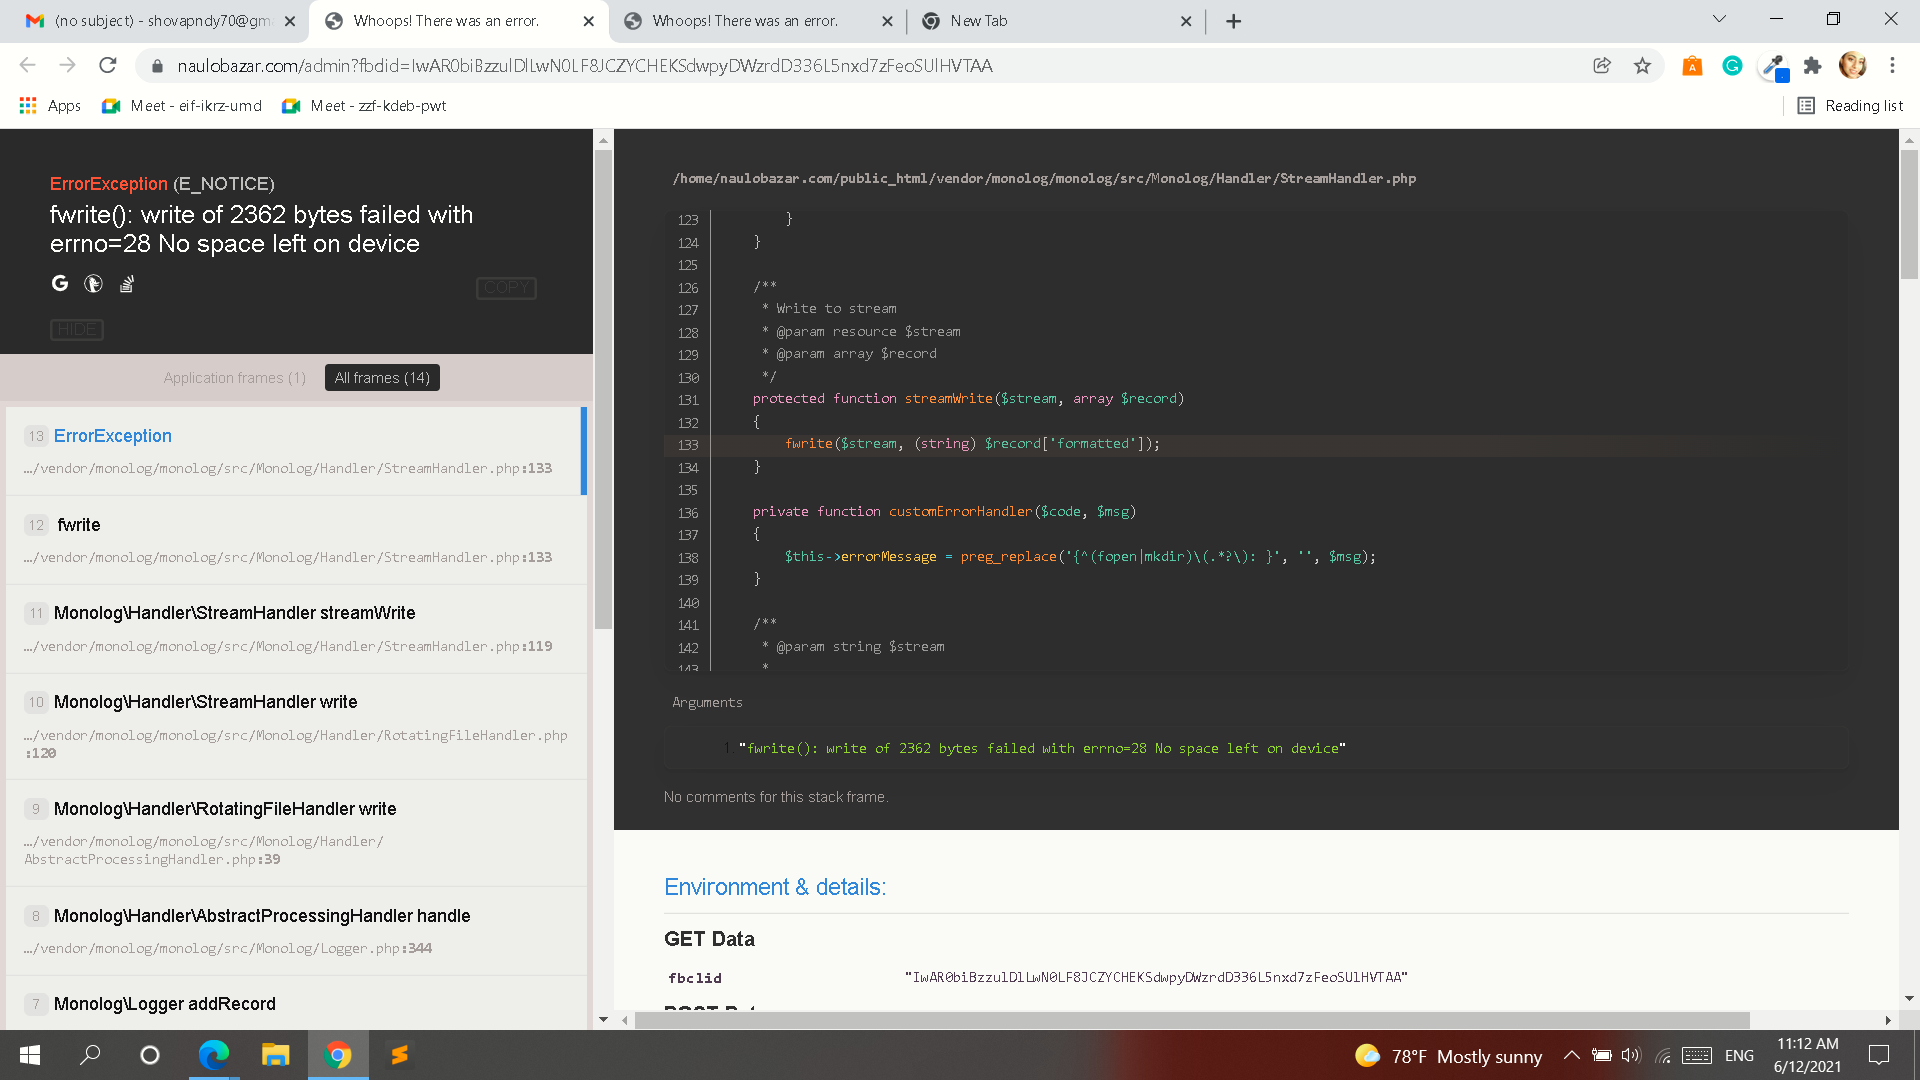 (no subject) - shovapndy70@gm
Whoops! There was an error.
Whoops! There was an error.
New Tab
naulobazar.com/admin?fbclid=IwAR0biBzzulDlLwN0LF8JCZYCHEKSdwpyDWzrdD336L5nxd7zFeoSUlHVTAA
Apps
Meet - eif-ikrz-umd
Meet - zzf-kdeb-pwt
Reading list
ErrorException (E_NOTICE)
fwrite(): write of 2362 bytes failed with
errno=28 No space left on device
COPY
HIDE
Application frames (1)
All frames (14)
13 ErrorException
…/vendor/monolog/monolog/src/Monolog/Handler/StreamHandler.php:133
12 fwrite
…/vendor/monolog/monolog/src/Monolog/Handler/StreamHandler.php:133
11 Monolog\Handler\StreamHandler streamWrite
…/vendor/monolog/monolog/src/Monolog/Handler/StreamHandler.php:119
10 Monolog\Handler\StreamHandler write
…/vendor/monolog/monolog/src/Monolog/Handler/RotatingFileHandler.php
:120
9 Monolog\Handler\RotatingFileHandler write
…/vendor/monolog/monolog/src/Monolog/Handler/
AbstractProcessingHandler.php:39
8 Monolog\Handler\AbstractProcessingHandler handle
…/vendor/monolog/monolog/src/Monolog/Logger.php:344
7 Monolog\Logger addRecord
/home/naulobazar.com/public_html/vendor/monolog/monolog/src/Monolog/Handler/StreamHandler.php
123 }
124 }
125
126 /**
127 * Write to stream
128 * @param resource $stream
129 * @param array $record
130 */
131 protected function streamWrite($stream, array $record)
132 {
133 fwrite($stream, (string) $record['formatted']);
134 }
135
136 private function customErrorHandler($code, $msg)
137 {
138 $this->errorMessage = preg_replace('{^(fopen|mkdir)\(.*?\): }', '', $msg);
139 }
140
141 /**
142 * @param string $stream
143 *
Arguments
1. "fwrite(): write of 2362 bytes failed with errno=28 No space left on device"
No comments for this stack frame.
Environment & details:
GET Data
fbclid "IwAR0biBzzulDlLwN0LF8JCZYCHEKSdwpyDWzrdD336L5nxd7zFeoSUlHVTAA"
78°F Mostly sunny
ENG
11:12 AM
6/12/2021